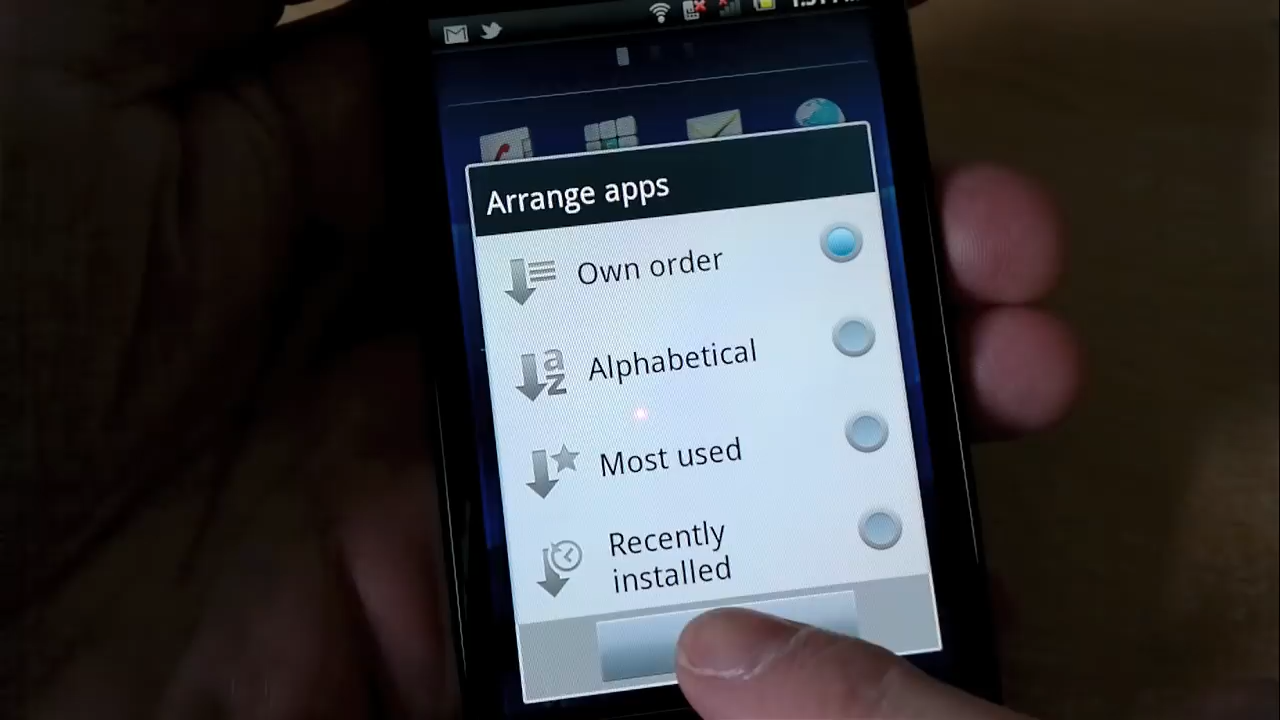 Arrange apps
Own order
Alphabetical
Most used
Recently
installed